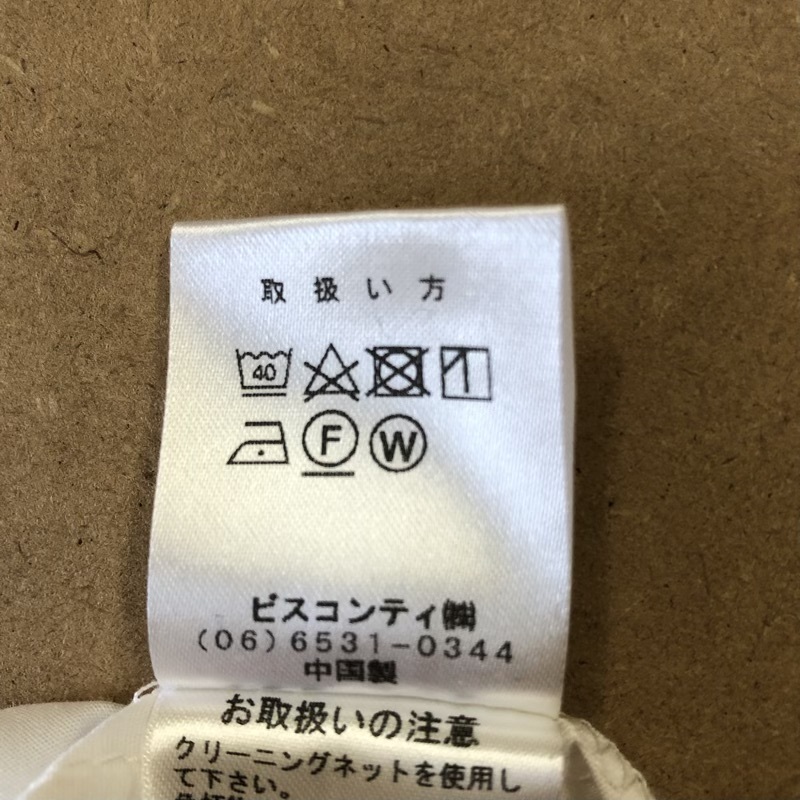 取扱い方
40
F W
ビスコンティ㈱
(06)6531-0344
中国製
お取扱いの注意
クリーニングネットを使用し
て下さい。